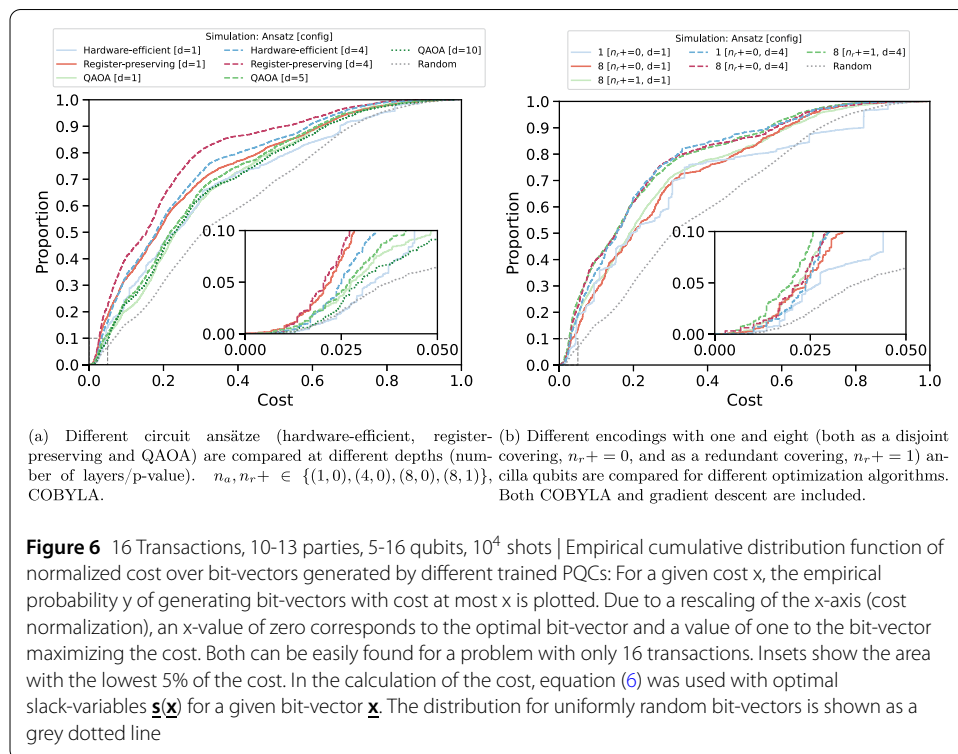 Simulation: Ansatz [config]
Hardware-efficient [d=1]
Register-preserving [d=1]
QAOA [d=1]
Hardware-efficient [d=4]
Register-preserving [d=4]
QAOA [d=5]
QAOA [d=10]
Random
1.0
0.9
0.8
0.7
0.6
0.5
0.4
0.3
0.2
0.1
0.0
Proportion
0.10
0.05
0.00
0.000
0.025
0.050
0.0
0.2
0.4
0.6
0.8
1.0
Cost
Simulation: Ansatz [config]
1 [nr+=0, d=1]
8 [nr+=0, d=1]
8 [nr+=1, d=1]
1 [nr+=0, d=4]
8 [nr+=0, d=4]
8 [nr+=1, d=4]
Random
1.0
0.9
0.8
0.7
0.6
0.5
0.4
0.3
0.2
0.1
0.0
Proportion
0.10
0.05
0.00
0.000
0.025
0.050
0.0
0.2
0.4
0.6
0.8
1.0
Cost
(a) Different circuit ansätze (hardware-efficient, register-
preserving and QAOA) are compared at different depths (num-
ber of layers/p-value). na, nr+ ∈ {(1, 0), (4, 0), (8, 0), (8, 1)},
COBYLA.
(b) Different encodings with one and eight (both as a disjoint
covering, nr+ = 0, and as a redundant covering, nr+ = 1) an-
cilla qubits are compared for different optimization algorithms.
Both COBYLA and gradient descent are included.
Figure 6 16 Transactions, 10-13 parties, 5-16 qubits, 10⁴ shots | Empirical cumulative distribution function of
normalized cost over bit-vectors generated by different trained PQCs: For a given cost x, the empirical
probability y of generating bit-vectors with cost at most x is plotted. Due to a rescaling of the x-axis (cost
normalization), an x-value of zero corresponds to the optimal bit-vector and a value of one to the bit-vector
maximizing the cost. Both can be easily found for a problem with only 16 transactions. Insets show the area
with the lowest 5% of the cost. In the calculation of the cost, equation (6) was used with optimal
slack-variables s(x) for a given bit-vector x. The distribution for uniformly random bit-vectors is shown as a
grey dotted line